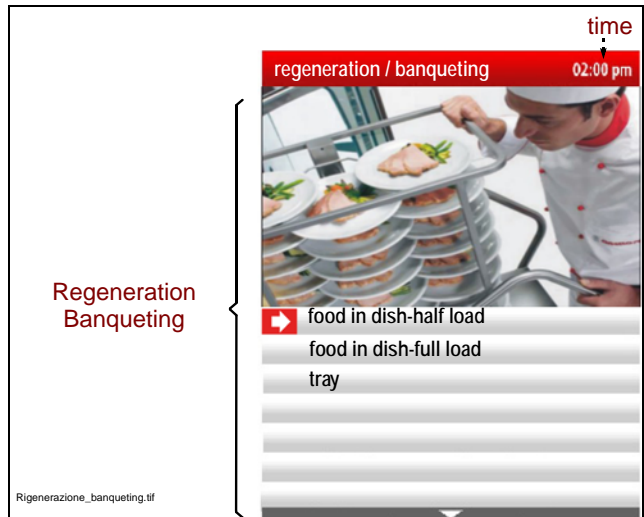 time
regeneration / banqueting 02:00 pm
Regeneration
Banqueting
food in dish-half load
food in dish-full load
tray
Rigenerazione_banqueting.tif